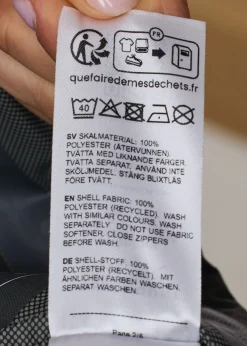 FR
quefairedemesdechets.fr
40
SV SKALMATERIAL: 100%
POLYESTER (ÅTERVUNNEN).
TVÄTTA MED LIKNANDE FÄRGER.
TVÄTTA SEPARAT. ANVÄND INTE
SKÖLJMEDEL. STÄNG BLIXTLÅS
FÖRE TVÄTT.
EN SHELL FABRIC: 100%
POLYESTER (RECYCLED). WASH
WITH SIMILAR COLOURS. WASH
SEPARATELY DO NOT USE FABRIC
SOFTENER. CLOSE ZIPPERS
BEFORE WASH.
DE SHELL-STOFF: 100%
POLYESTER (RECYCELT). MIT
ÄHNLICHEN FARBEN WASCHEN.
SEPARAT WASCHEN.